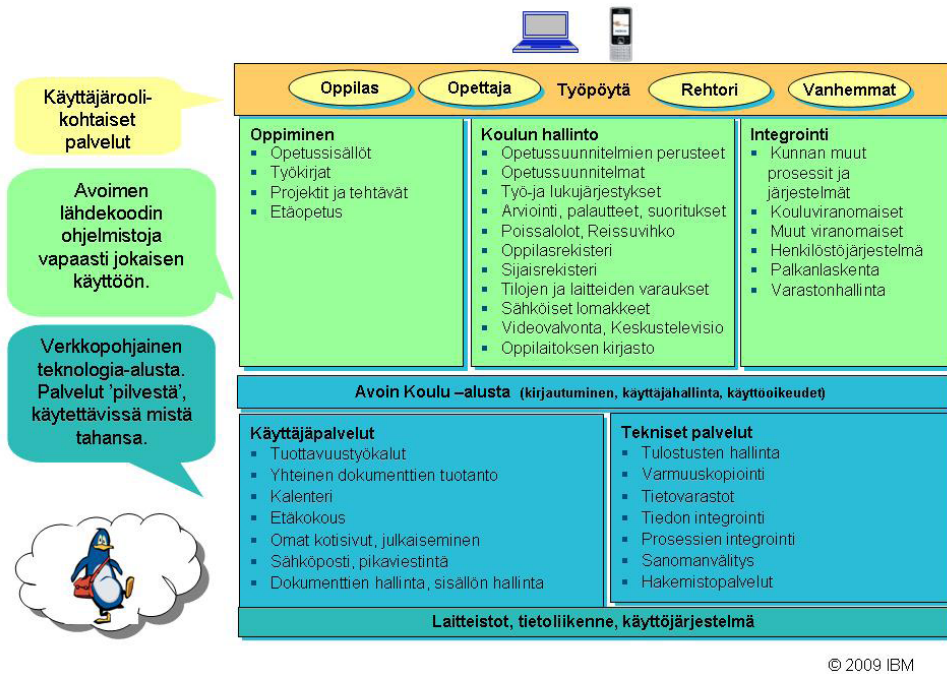 Käyttäjärooli-
kohtaiset
palvelut
Avoimen
lähdekoodin
ohjelmistoja
vapaasti jokaisen
käyttöön.
Verkkopohjainen
teknologia-alusta.
Palvelut 'pilvestä',
käytettävissä mistä
tahansa.
Oppilas Opettaja Työpöytä Rehtori Vanhemmat
Oppiminen
Opetussisällöt
Työkirjat
Projektit ja tehtävät
Etäopetus
Koulun hallinto
Opetussuunnitelmien perusteet
Opetussuunnitelmat
Työ-ja lukujärjestykset
Arviointi, palautteet, suoritukset
Poissalolot, Reissuvihko
Oppilasrekisteri
Sijaisrekisteri
Tilojen ja laitteiden varaukset
Sähköiset lomakkeet
Videovalvonta, Keskustelevisio
Oppilaitoksen kirjasto
Integrointi
Kunnan muut
prosessit ja
järjestelmät
Kouluviranomaiset
Muut viranomaiset
Henkilöstöjärjestelmä
Palkanlaskenta
Varastonhallinta
Avoin Koulu –alusta (kirjautuminen, käyttäjähallinta, käyttöoikeudet)
Käyttäjäpalvelut
Tuottavuustyökalut
Yhteinen dokumenttien tuotanto
Kalenteri
Etäkokous
Omat kotisivut, julkaiseminen
Sähköposti, pikaviestintä
Dokumenttien hallinta, sisällön hallinta
Tekniset palvelut
Tulostusten hallinta
Varmuuskopiointi
Tietovarastot
Tiedon integrointi
Prosessien integrointi
Sanomanvälitys
Hakemistopalvelut
Laitteistot, tietoliikenne, käyttöjärjestelmä
© 2009 IBM